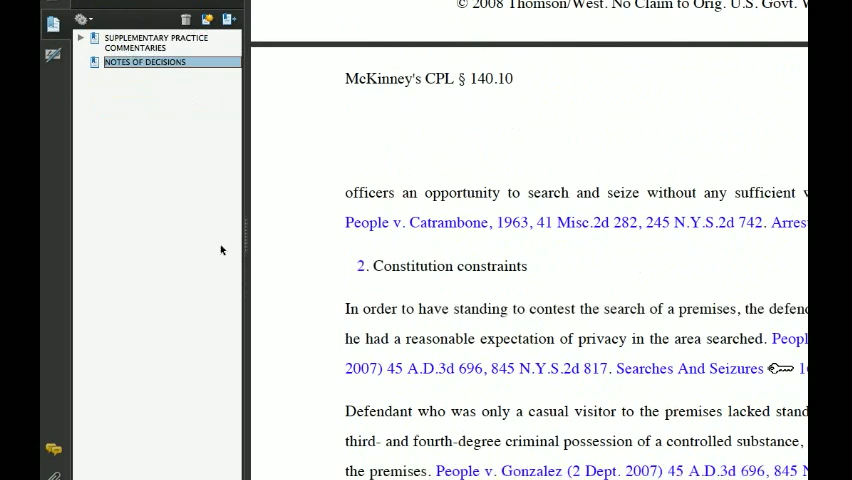 © 2008 Thomson/West. No Claim to Orig. U.S. Govt.
SUPPLEMENTARY PRACTICE
COMMENTARIES
NOTES OF DECISIONS
McKinney's CPL § 140.10
officers an opportunity to search and seize without any sufficient
People v. Catrambone, 1963, 41 Misc.2d 282, 245 N.Y.S.2d 742. Arres
2. Constitution constraints
In order to have standing to contest the search of a premises, the defend
he had a reasonable expectation of privacy in the area searched. Peopl
2007) 45 A.D.3d 696, 845 N.Y.S.2d 817. Searches And Seizures
Defendant who was only a casual visitor to the premises lacked stand
third- and fourth-degree criminal possession of a controlled substance,
the premises. People v. Gonzalez (2 Dept. 2007) 45 A.D.3d 696, 845 N